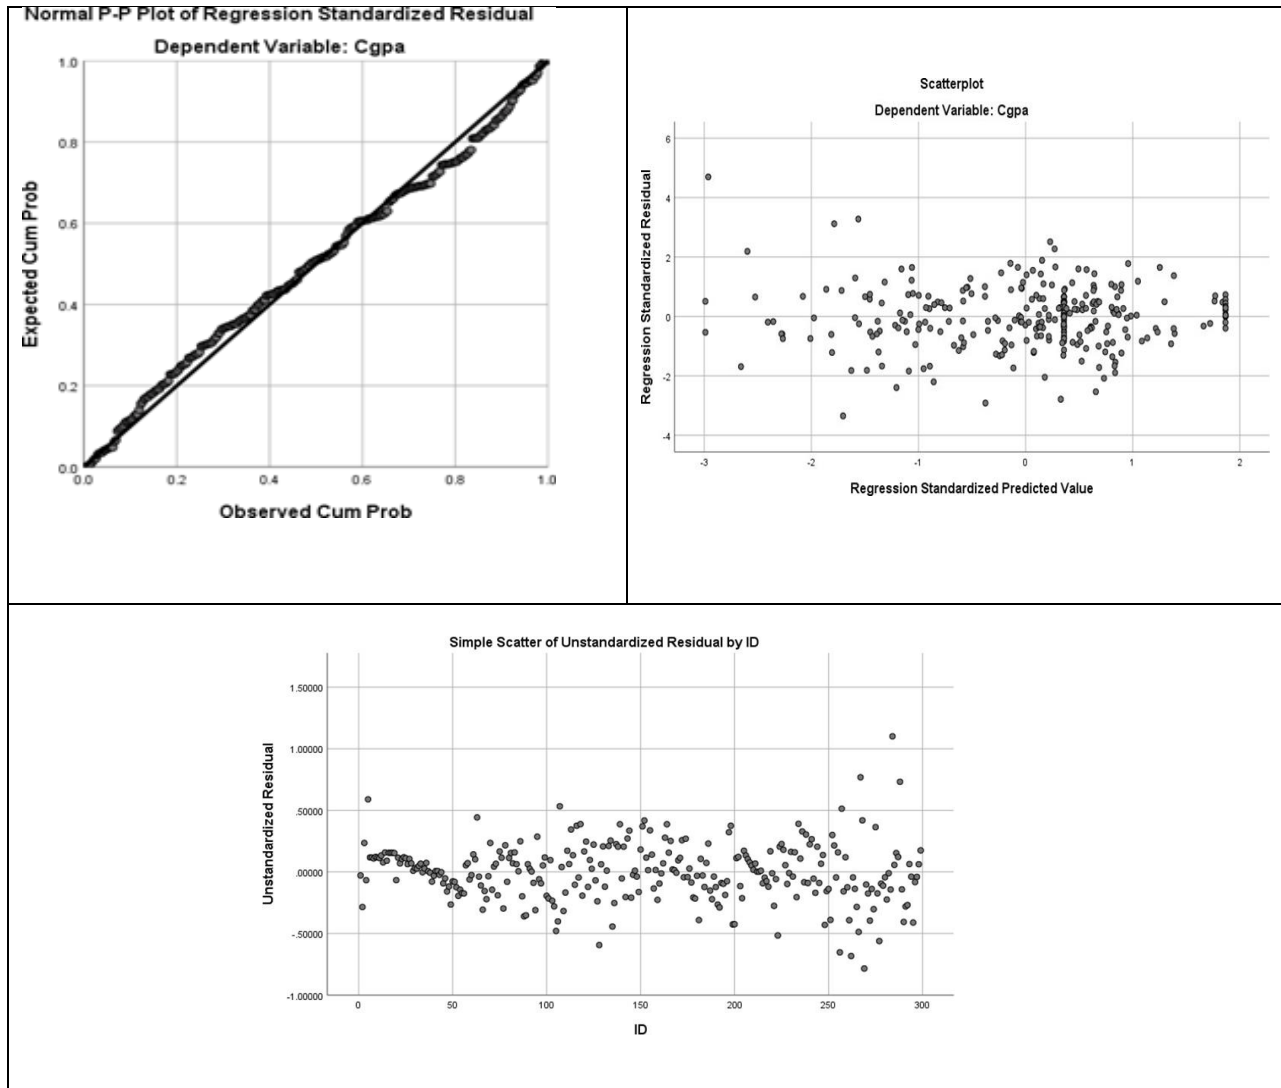 Normal P-P Plot of Regression Standardized Residual
Dependent Variable: Cgpa
1.0
0.8
0.6
0.4
0.2
0.0
Expected Cum Prob
0.0 0.2 0.4 0.6 0.8 1.0
Observed Cum Prob
Scatterplot
Dependent Variable: Cgpa
6
4
2
0
-2
-4
Regression Standardized Residual
-3 -2 -1 0 1 2
Regression Standardized Predicted Value
Simple Scatter of Unstandardized Residual by ID
1.50000
1.00000
.50000
.00000
-.50000
-1.00000
Unstandardized Residual
0 50 100 150 200 250 300
ID